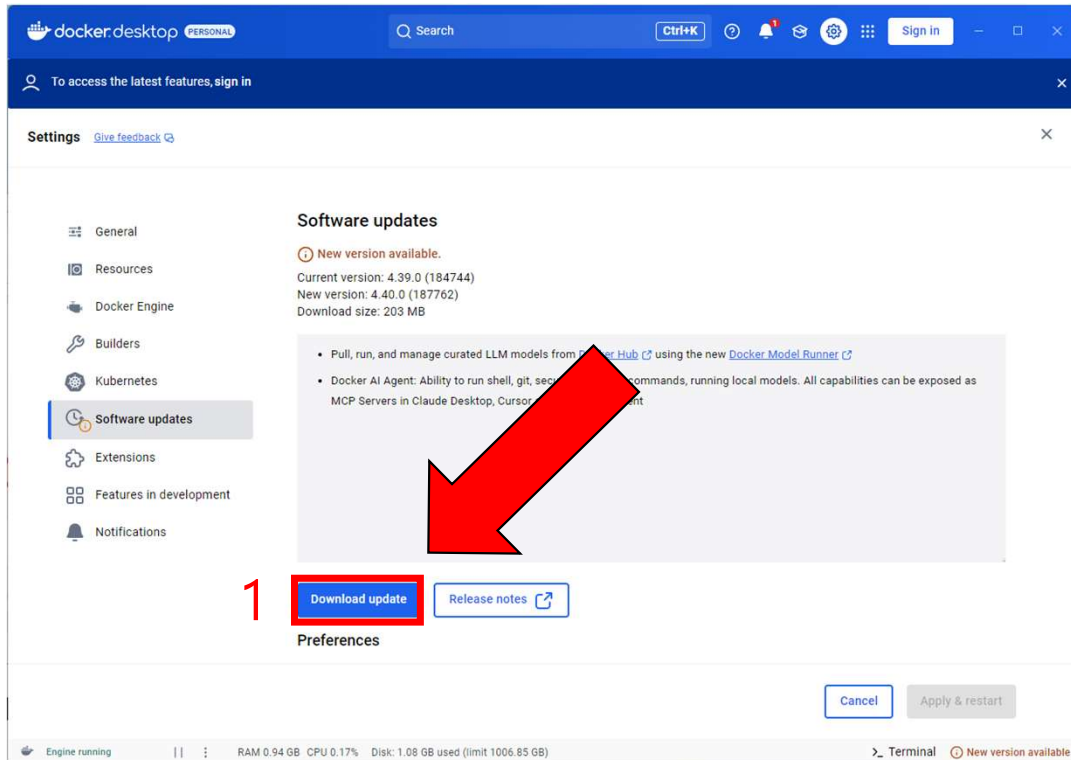 docker.desktop PERSONAL Search Ctrl+K 1 Sign in
To access the latest features, sign in
Settings Give feedback
General
Resources
Docker Engine
Builders
Kubernetes
Software updates
Extensions
Features in development
Notifications
Software updates
New version available.
Current version: 4.39.0 (184744)
New version: 4.40.0 (187762)
Download size: 203 MB
Pull, run, and manage curated LLM models from Hub using the new Docker Model Runner
Docker AI Agent: Ability to run shell, git, commands, running local models. All capabilities can be exposed as
MCP Servers in Claude Desktop, Cursor
1 Download update Release notes
Preferences
Cancel Apply & restart
Engine running RAM 0.94 GB CPU 0.17% Disk: 1.08 GB used (limit 1006.85 GB) Terminal New version available